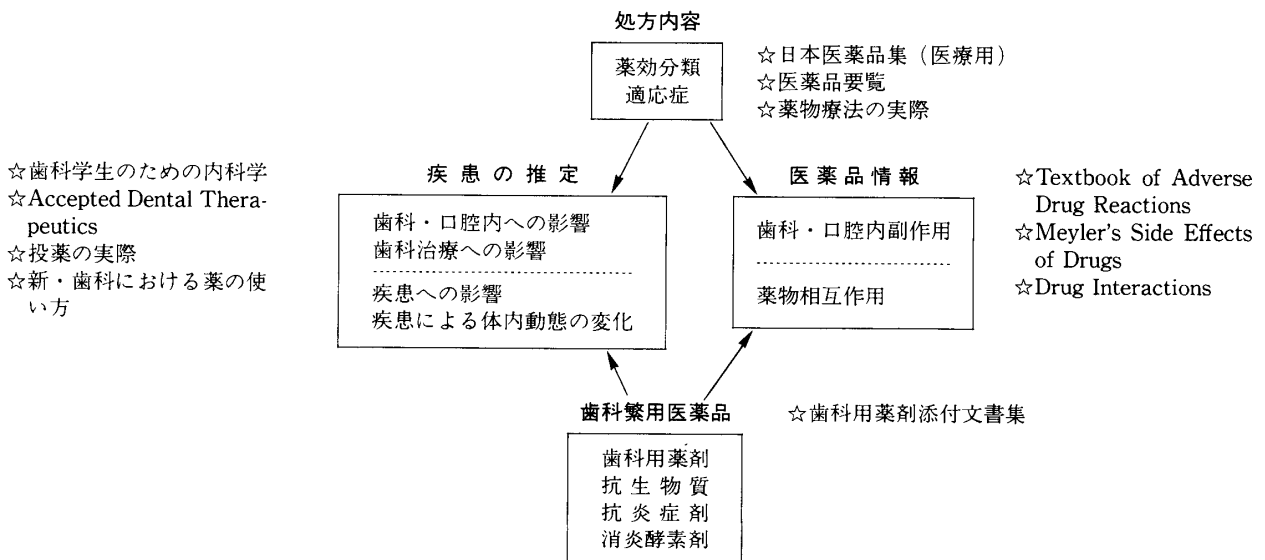 処方内容
薬効分類
適応症
☆日本医薬品集（医療用）
☆医薬品要覧
☆薬物療法の実際
☆歯科学生のための内科学
☆Accepted Dental Thera-
peutics
☆投薬の実際
☆新・歯科における薬の使
い方
疾患の推定
歯科・口腔内への影響
歯科治療への影響
疾患への影響
疾患による体内動態の変化
医薬品情報
歯科・口腔内副作用
薬物相互作用
☆Textbook of Adverse
Drug Reactions
☆Meyler's Side Effects
of Drugs
☆Drug Interactions
歯科繁用医薬品
☆歯科用薬剤添付文書集
歯科用薬剤
抗生物質
抗炎症剤
消炎酵素剤